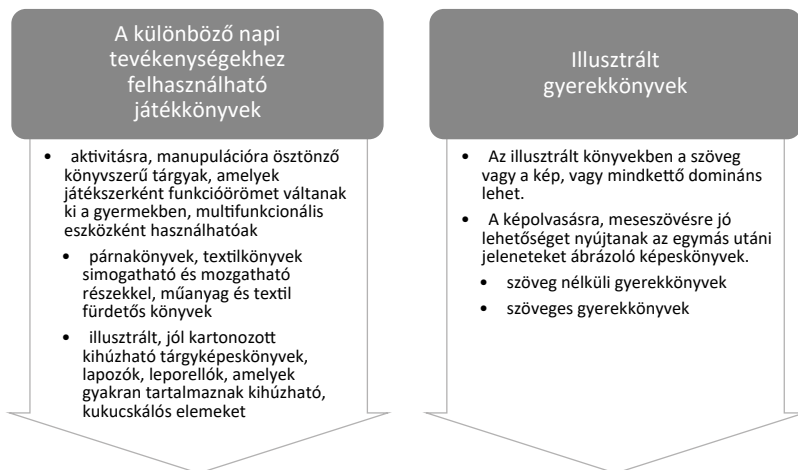 A különböző napi
tevékenységekhez
felhasználható
játékkönyvek
• aktivitásra, manupulációra ösztönző
könyvszerű tárgyak, amelyek
játékszerként funkcióörömet váltanak
ki a gyermekben, multifunkcionális
eszközként használhatóak
• párnakönyvek, textilkönyvek
simogatható és mozgatható
részekkel, műanyag és textil
fürdetős könyvek
• illusztrált, jól kartonozott
kihúzható tárgyképeskönyvek,
lapozók, leporellók, amelyek
gyakran tartalmaznak kihúzható,
kukucskálós elemeket
Illusztrált
gyerekkönyvek
• Az illusztrált könyvekben a szöveg
vagy a kép, vagy mindkettő domináns
lehet.
• A képolvasásra, meseszövésre jó
lehetőséget nyújtanak az egymás utáni
jeleneteket ábrázoló képeskönyvek.
• szöveg nélküli gyerekkönyvek
• szöveges gyerekkönyvek